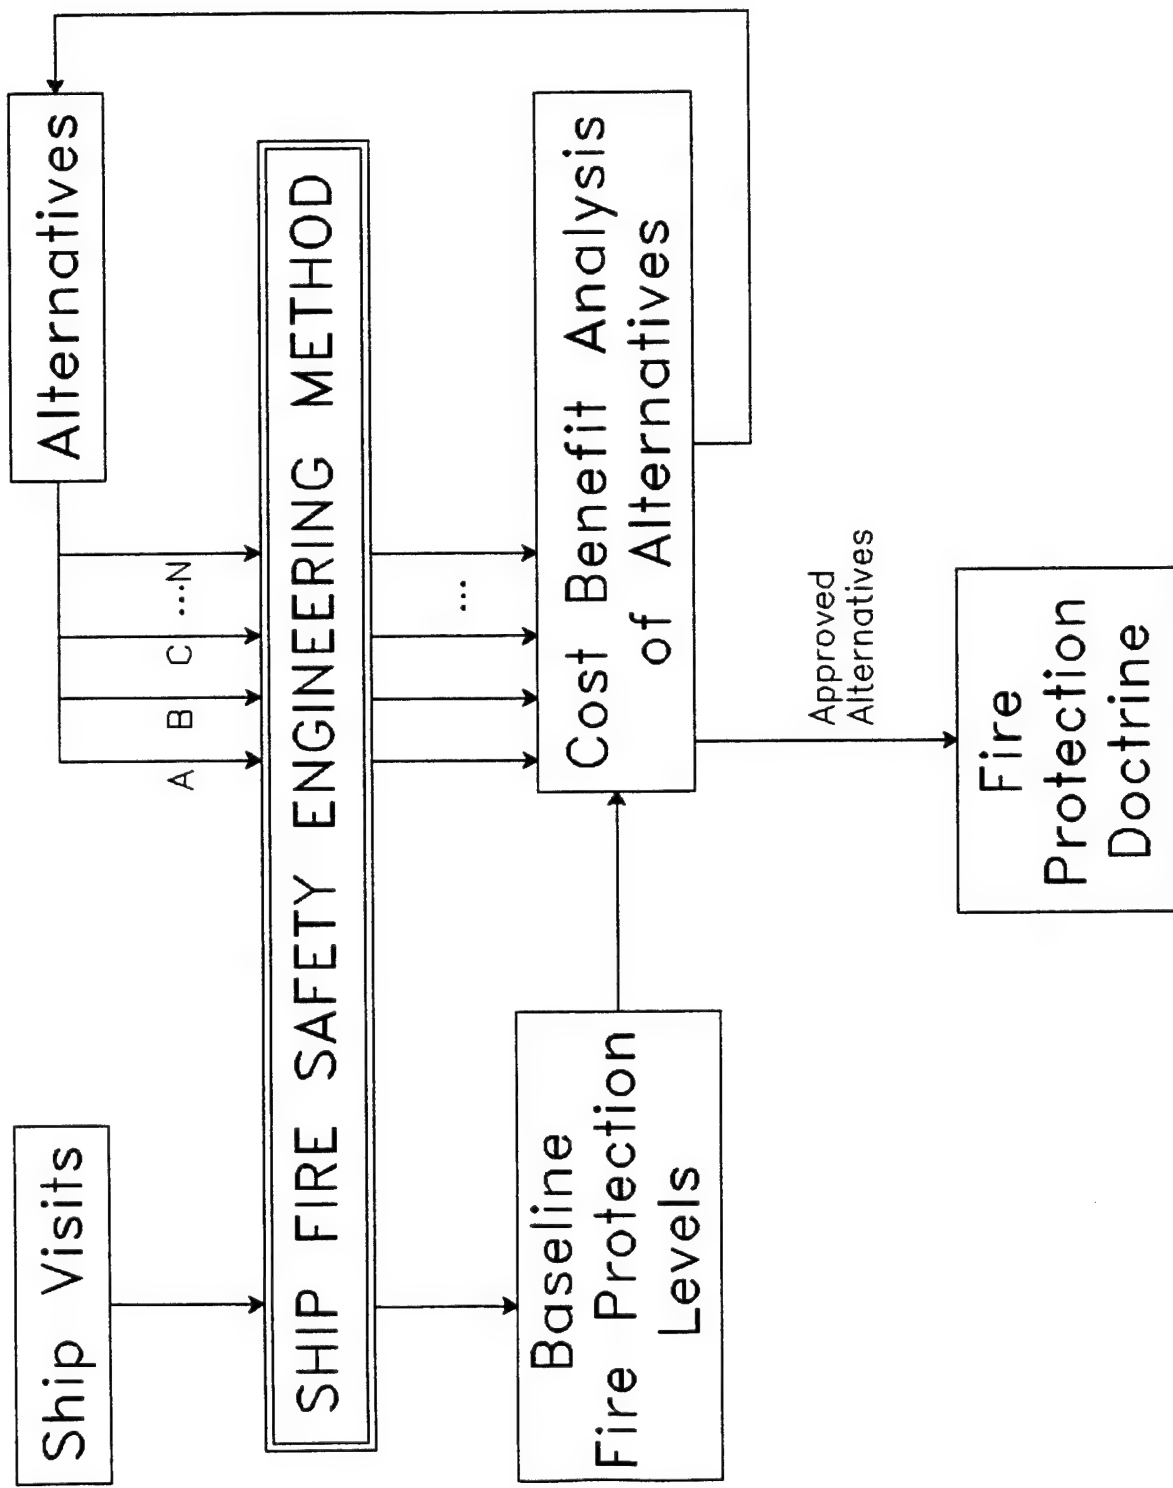 Ship Visits
Alternatives
A
B
C
...N
SHIP FIRE SAFETY ENGINEERING METHOD
...
Baseline
Fire Protection
Levels
Cost Benefit Analysis
of Alternatives
Approved
Alternatives
Fire
Protection
Doctrine